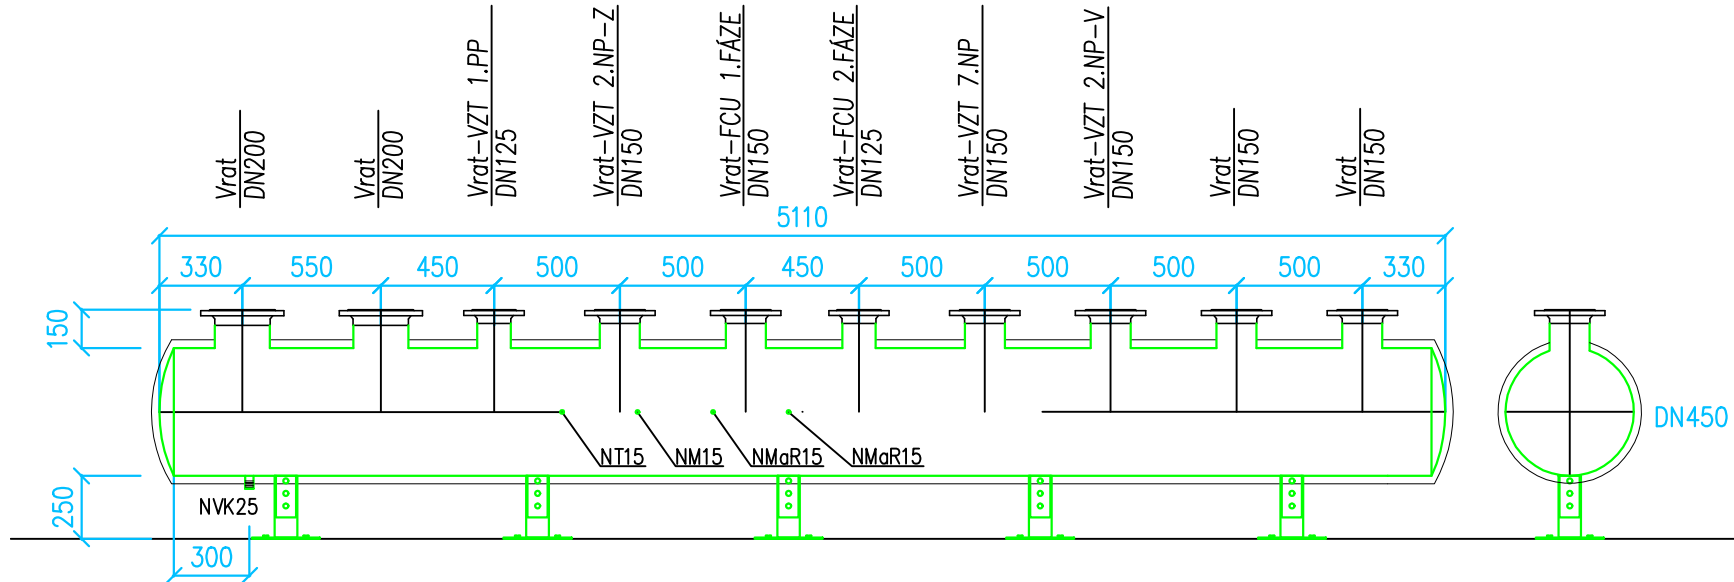 Vrat
DN200
Vrat
DN200
Vrat-VZT 1.PP
DN125
Vrat-VZT 2.NP-Z
DN150
Vrat-FCU 1.FÁZE
DN150
Vrat-FCU 2.FÁZE
DN125
Vrat-VZT 7.NP
DN150
Vrat-VZT 2.NP-V
DN150
Vrat
DN150
Vrat
DN150
5110
330 550 450 500 500 450 500 500 500 500 330
150
DN450
NT15 NM15 NMaR15 NMaR15
NVK25
250
300